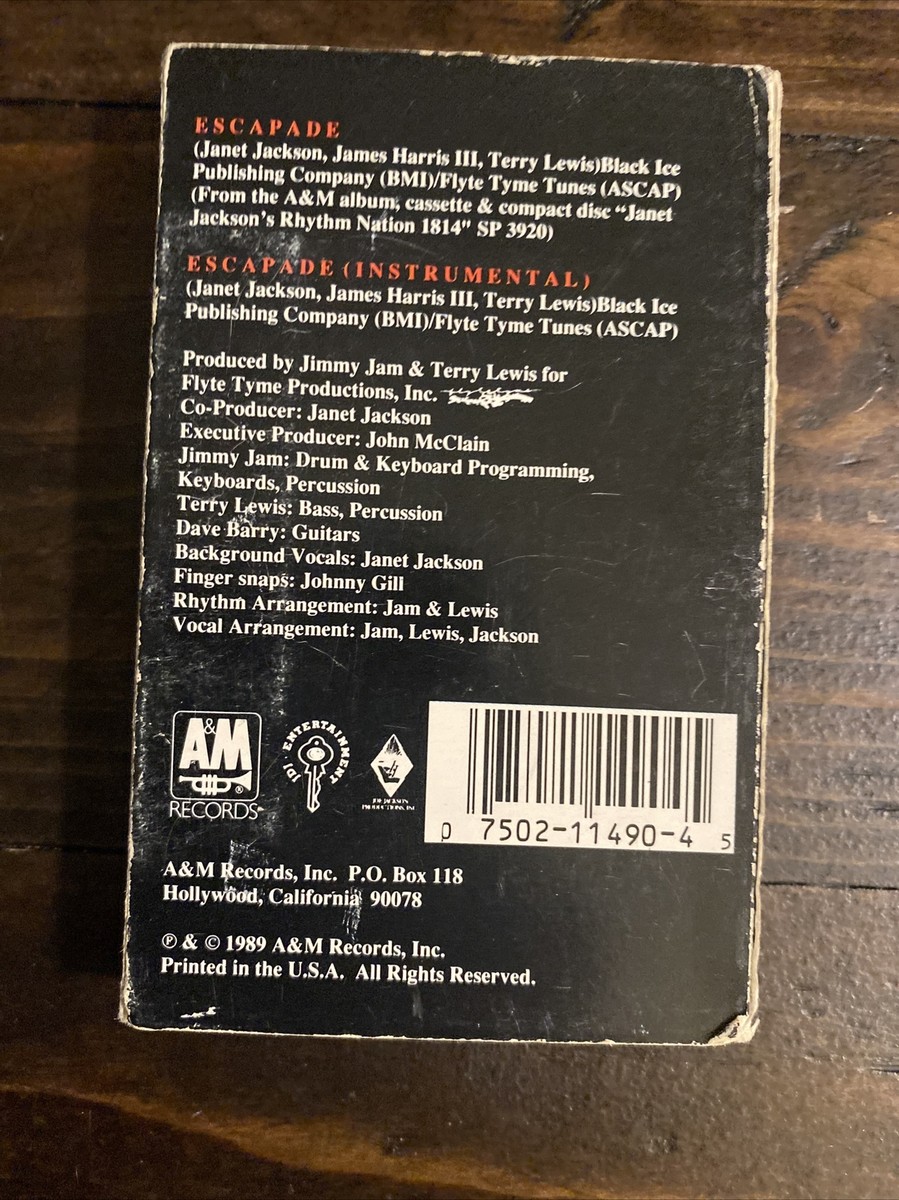 ESCAPADE
(Janet Jackson, James Harris III, Terry Lewis)Black Ice
Publishing Company (BMI)/Flyte Tyme Tunes (ASCAP)
(From the A&M album, cassette & compact disc “Janet
Jackson's Rhythm Nation 1814" SP 3920)
ESCAPADE (INSTRUMENTAL)
(Janet Jackson, James Harris III, Terry Lewis)Black Ice
Publishing Company (BMI)/Flyte Tyme Tunes (ASCAP)
Produced by Jimmy Jam & Terry Lewis for
Flyte Tyme Productions, Inc.
Co-Producer: Janet Jackson
Executive Producer: John McClain
Jimmy Jam: Drum & Keyboard Programming,
Keyboards, Percussion
Terry Lewis: Bass, Percussion
Dave Barry: Guitars
Background Vocals: Janet Jackson
Finger snaps: Johnny Gill
Rhythm Arrangement: Jam & Lewis
Vocal Arrangement: Jam, Lewis, Jackson
A&M
®
RECORDS
JDJ ENTERTAINMENT
JOE JACKSON
PRODUCTIONS INC
0 7502-11490-4 5
A&M Records, Inc. P.O. Box 118
Hollywood, California 90078
℗ & © 1989 A&M Records, Inc.
Printed in the U.S.A. All Rights Reserved.